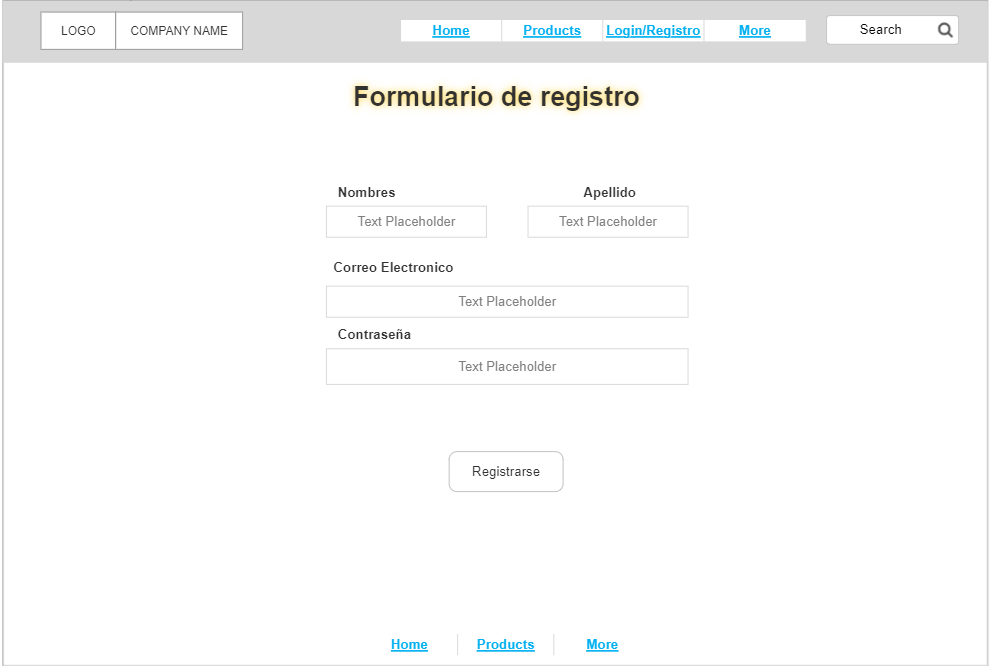 LOGO COMPANY NAME Home Products Login/Registro More Search
Formulario de registro
Nombres Apellido
Text Placeholder Text Placeholder
Correo Electronico
Text Placeholder
Contraseña
Text Placeholder
Registrarse
Home Products More